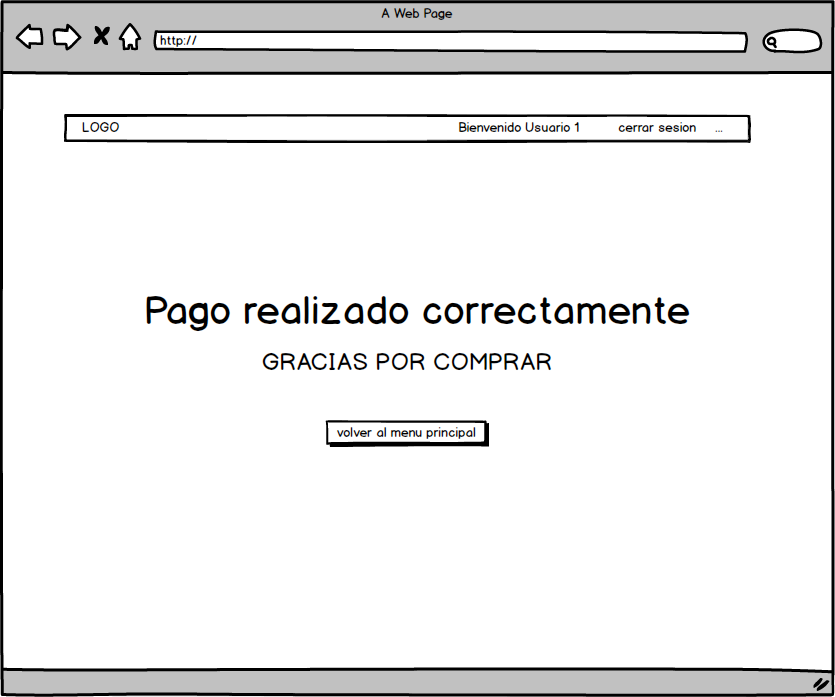 A Web Page
http://
LOGO Bienvenido Usuario 1 cerrar sesion ...
Pago realizado correctamente
GRACIAS POR COMPRAR
volver al menu principal